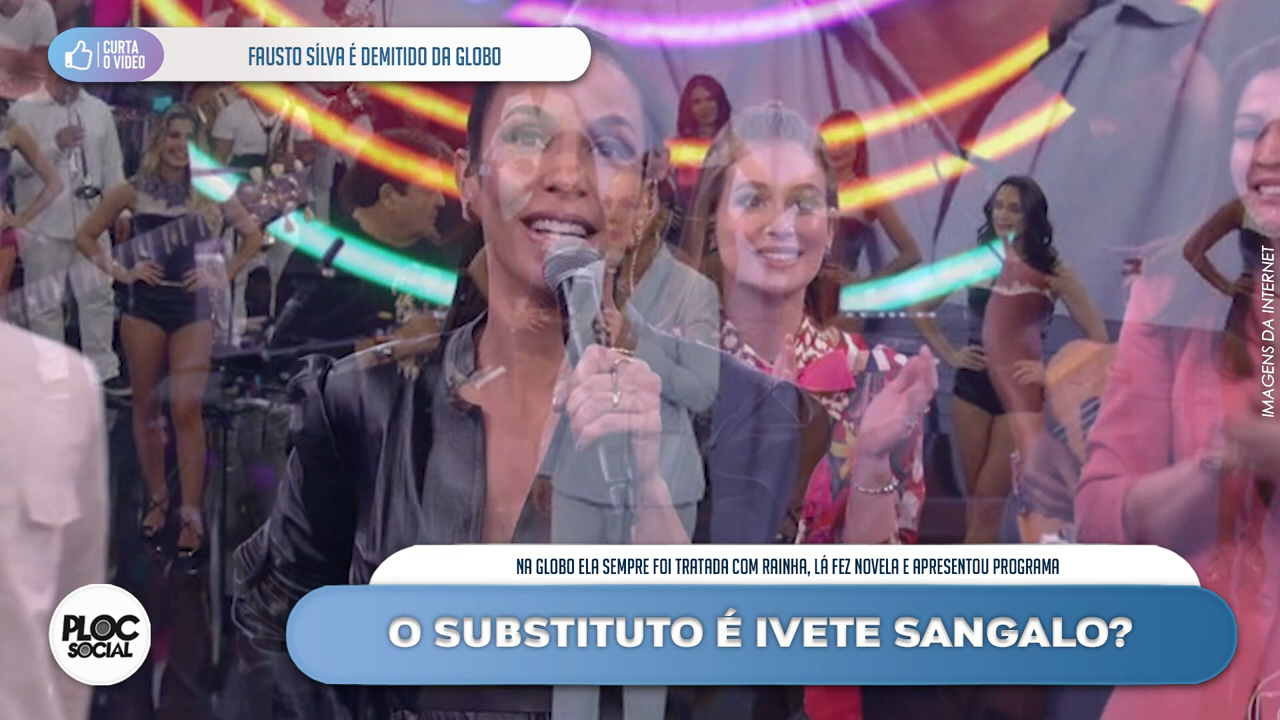 CURTA
O VIDEO
FAUSTO SÍLVA É DEMITIDO DA GLOBO
IMAGENS DA INTERNET
NA GLOBO ELA SEMPRE FOI TRATADA COM RAINHA, LÁ FEZ NOVELA E APRESENTOU PROGRAMA
O SUBSTITUTO É IVETE SANGALO?
PLOC
SOCIAL